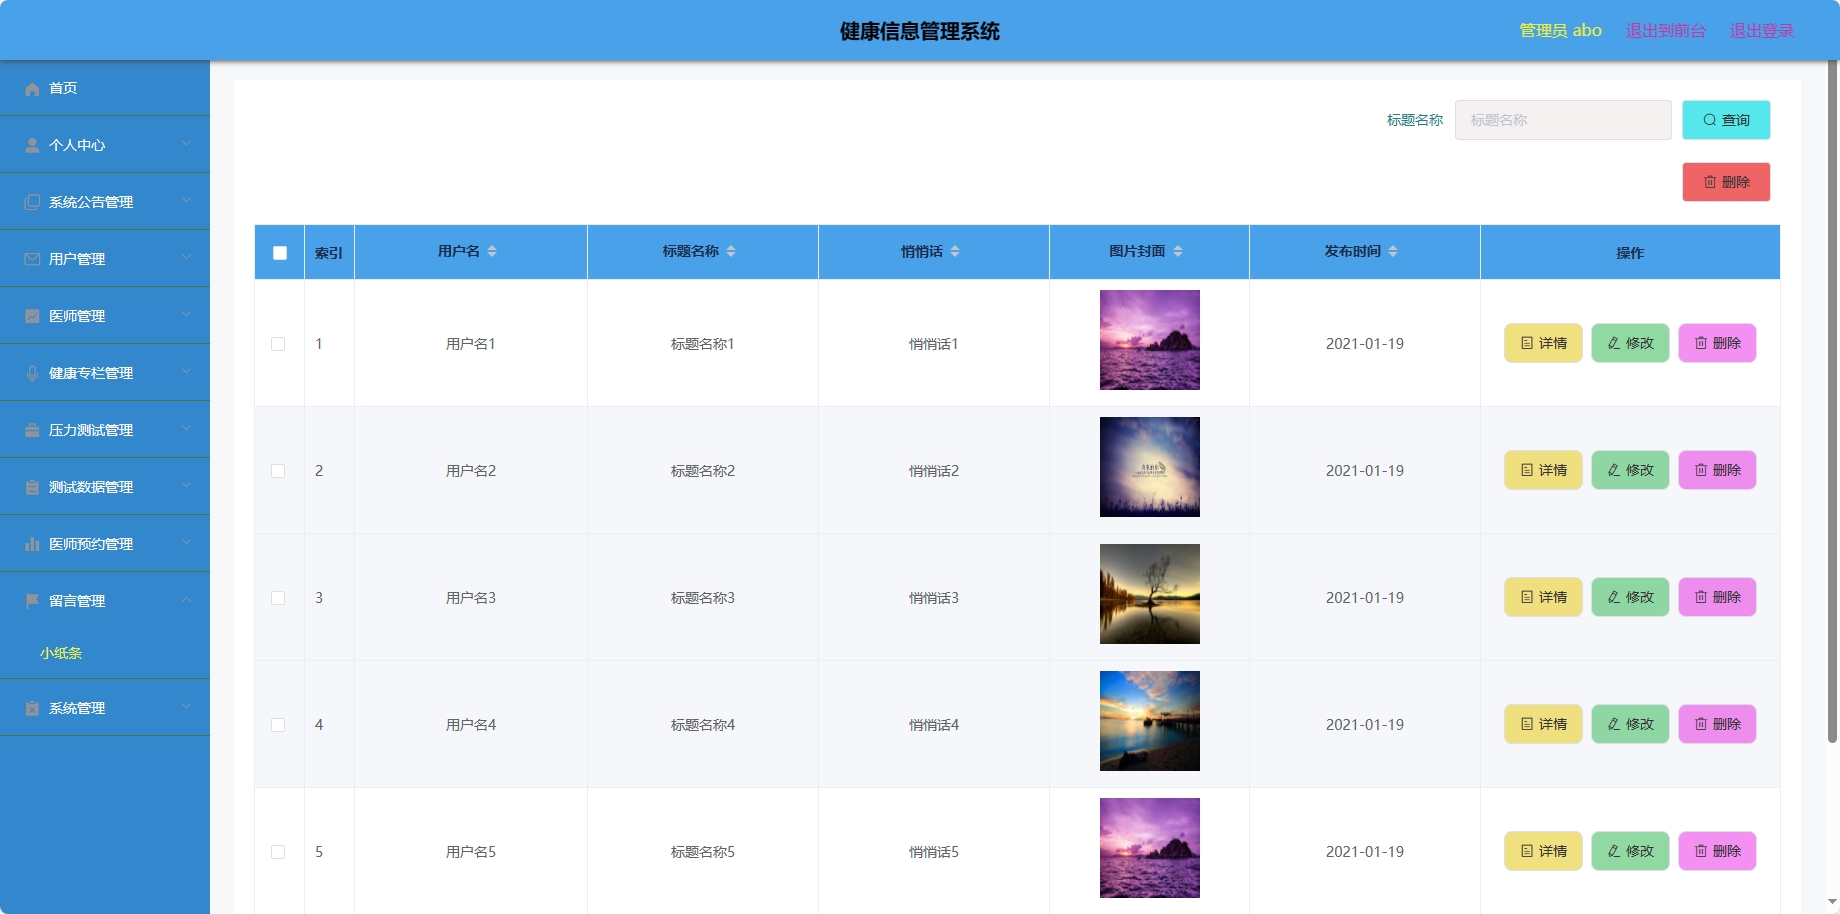 健康信息管理系统
管理员 abo 退出到前台 退出登录
首页
个人中心
系统公告管理
用户管理
医师管理
健康专栏管理
压力测试管理
测试数据管理
医师预约管理
留言管理
小纸条
系统管理
标题名称 标题名称 查询
删除
索引 用户名 标题名称 悄悄话 图片封面 发布时间 操作
1 用户名1 标题名称1 悄悄话1 2021-01-19 详情 修改 删除
2 用户名2 标题名称2 悄悄话2 2021-01-19 详情 修改 删除
3 用户名3 标题名称3 悄悄话3 2021-01-19 详情 修改 删除
4 用户名4 标题名称4 悄悄话4 2021-01-19 详情 修改 删除
5 用户名5 标题名称5 悄悄话5 2021-01-19 详情 修改 删除